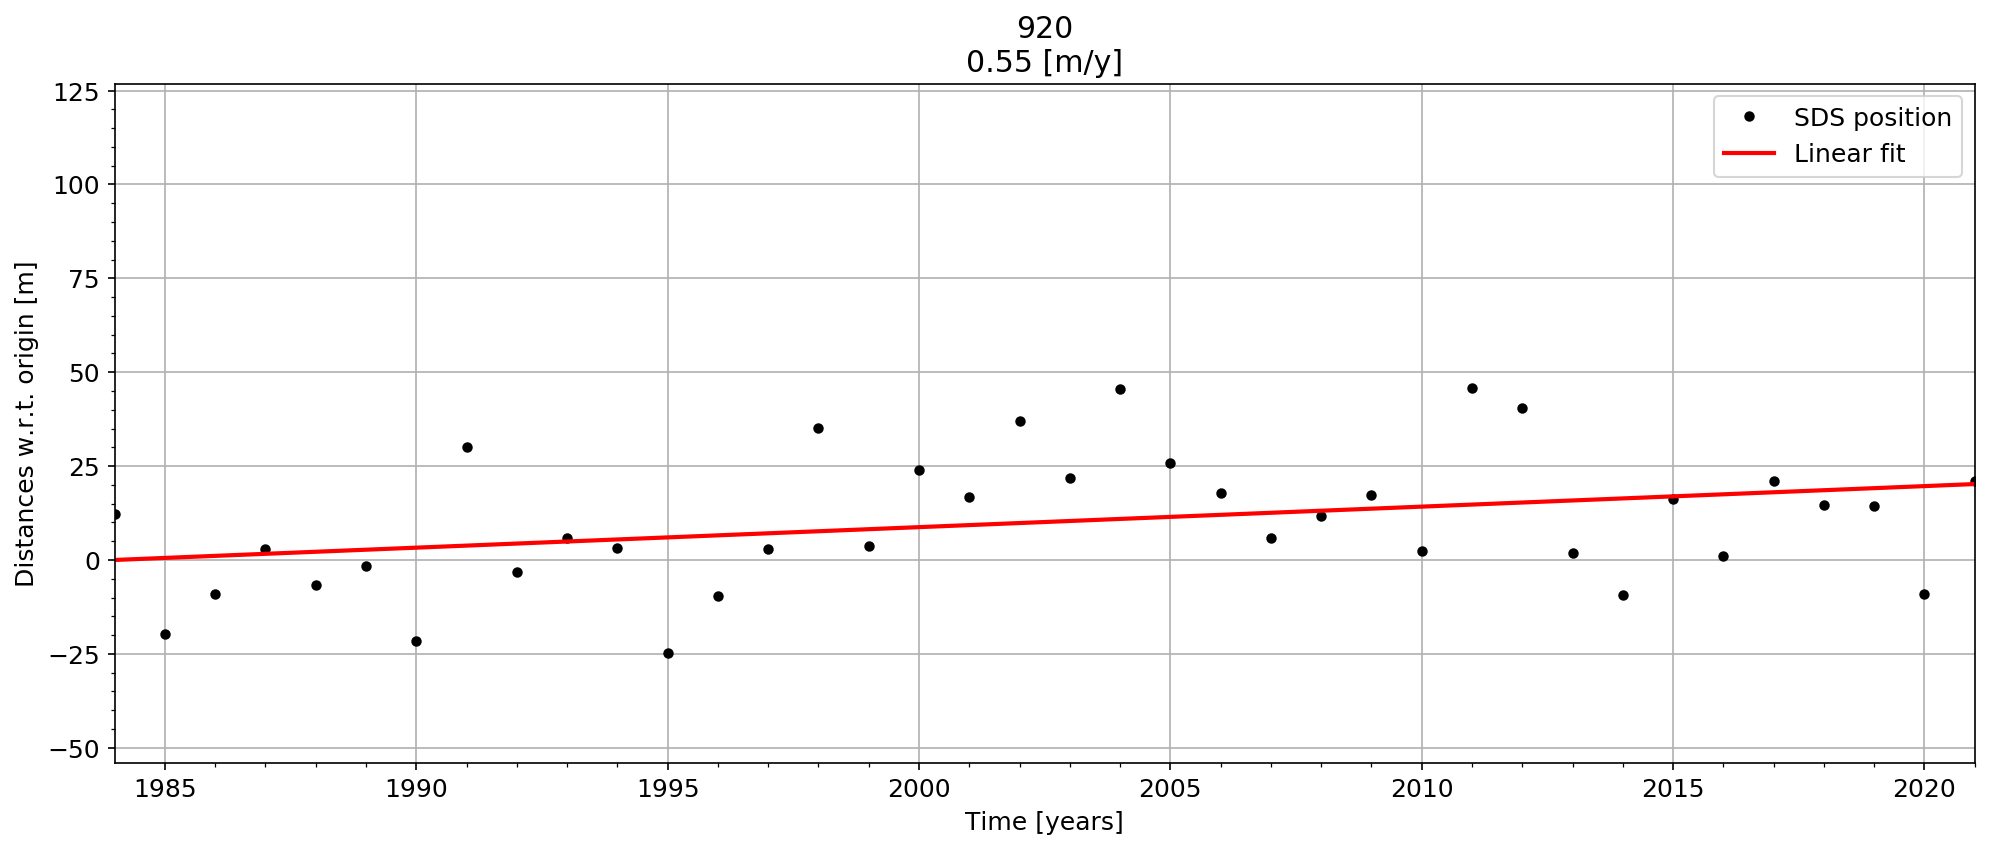 920
0.55 [m/y]
125
100
75
50
25
0
−25
−50
Distances w.r.t. origin [m]
SDS position
Linear fit
1985 1990 1995 2000 2005 2010 2015 2020
Time [years]